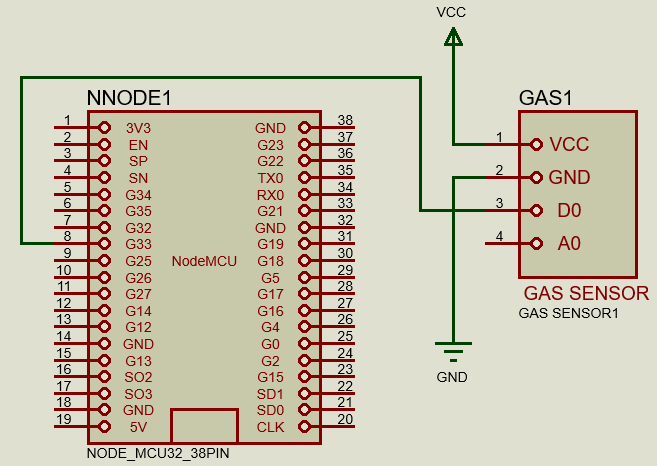 VCC
NNODE1
GAS1
1 3V3 GND 38
2 EN G23 37
3 SP G22 36
4 SN TX0 35
5 G34 RX0 34
6 G35 G21 33
7 G32 GND 32
8 G33 G19 31
9 G25 NodeMCU G18 30
10 G26 G5 29
11 G27 G17 28
12 G14 G16 27
13 G12 G4 26
14 GND G0 25
15 G13 G2 24
16 SO2 G15 23
17 SO3 SD1 22
18 GND SD0 21
19 5V CLK 20
NODE_MCU32_38PIN
1 VCC
2 GND
3 D0
4 A0
GAS SENSOR
GAS SENSOR1
GND